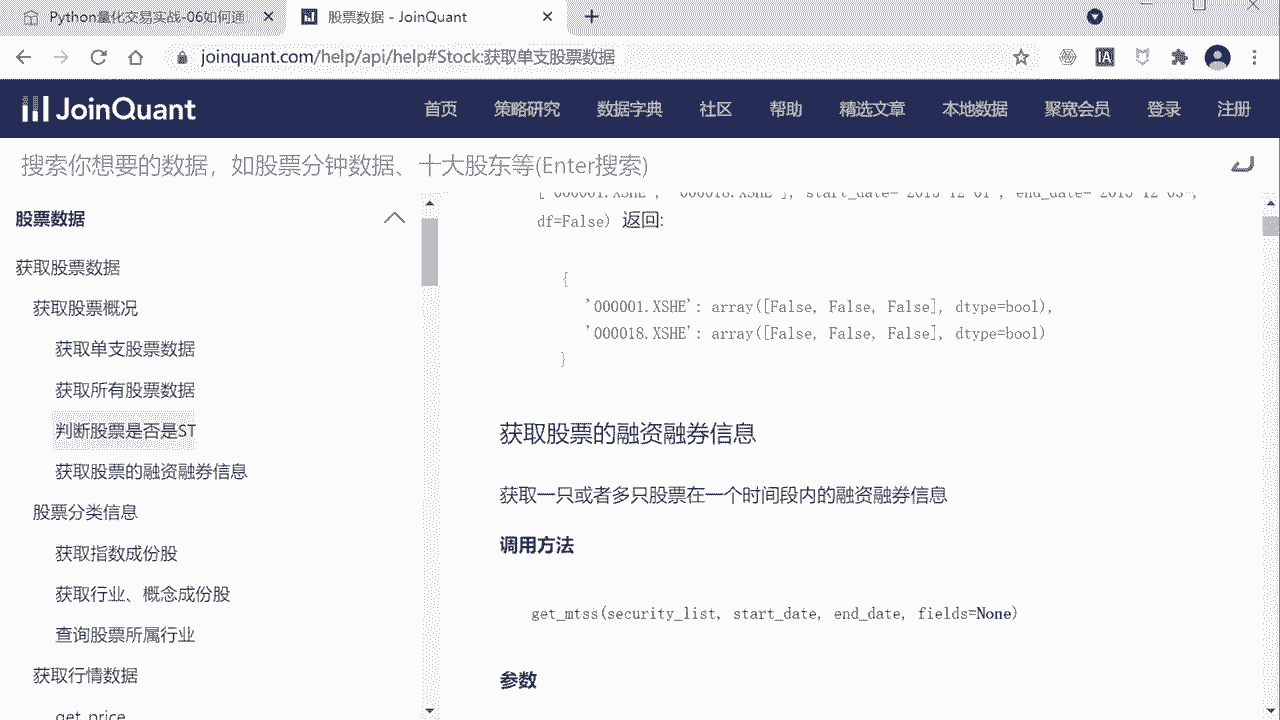 Python量化交易实战-06如何通
股票数据 - JoinQuant
joinquant.com/help/api/help#Stock:获取单支股票数据
JoinQuant
首页 策略研究 数据字典 社区 帮助 精选文章 本地数据 聚宽会员 登录 注册
搜索你想要的数据，如股票分钟数据、十大股东等(Enter搜索)
股票数据
获取股票数据
获取股票概况
获取单支股票数据
获取所有股票数据
判断股票是否是ST
获取股票的融资融券信息
股票分类信息
获取指数成份股
获取行业、概念成份股
查询股票所属行业
获取行情数据
get_price
['000001.XSHE', '000018.XSHE'], start_date='2015-12-01', end_date='2015-12-03',
df=False) 返回:
{
'000001.XSHE': array([False, False, False], dtype=bool),
'000018.XSHE': array([False, False, False], dtype=bool)
}
获取股票的融资融券信息
获取一只或者多只股票在一个时间段内的融资融券信息
调用方法
get_mtss(security_list, start_date, end_date, fields=None)
参数